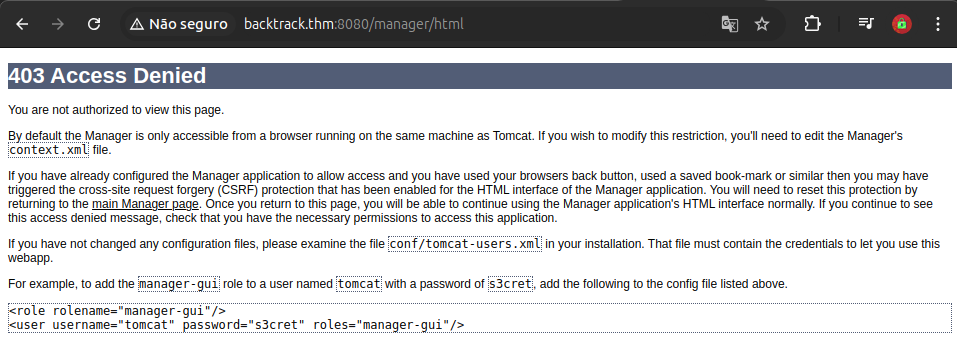 Não seguro backtrack.thm:8080/manager/html
403 Access Denied
You are not authorized to view this page.
By default the Manager is only accessible from a browser running on the same machine as Tomcat. If you wish to modify this restriction, you'll need to edit the Manager's
context.xml file.
If you have already configured the Manager application to allow access and you have used your browsers back button, used a saved book-mark or similar then you may have
triggered the cross-site request forgery (CSRF) protection that has been enabled for the HTML interface of the Manager application. You will need to reset this protection by
returning to the main Manager page. Once you return to this page, you will be able to continue using the Manager application's HTML interface normally. If you continue to see
this access denied message, check that you have the necessary permissions to access this application.
If you have not changed any configuration files, please examine the file conf/tomcat-users.xml in your installation. That file must contain the credentials to let you use this
webapp.
For example, to add the manager-gui role to a user named tomcat with a password of s3cret, add the following to the config file listed above.
<role rolename="manager-gui"/>
<user username="tomcat" password="s3cret" roles="manager-gui"/>